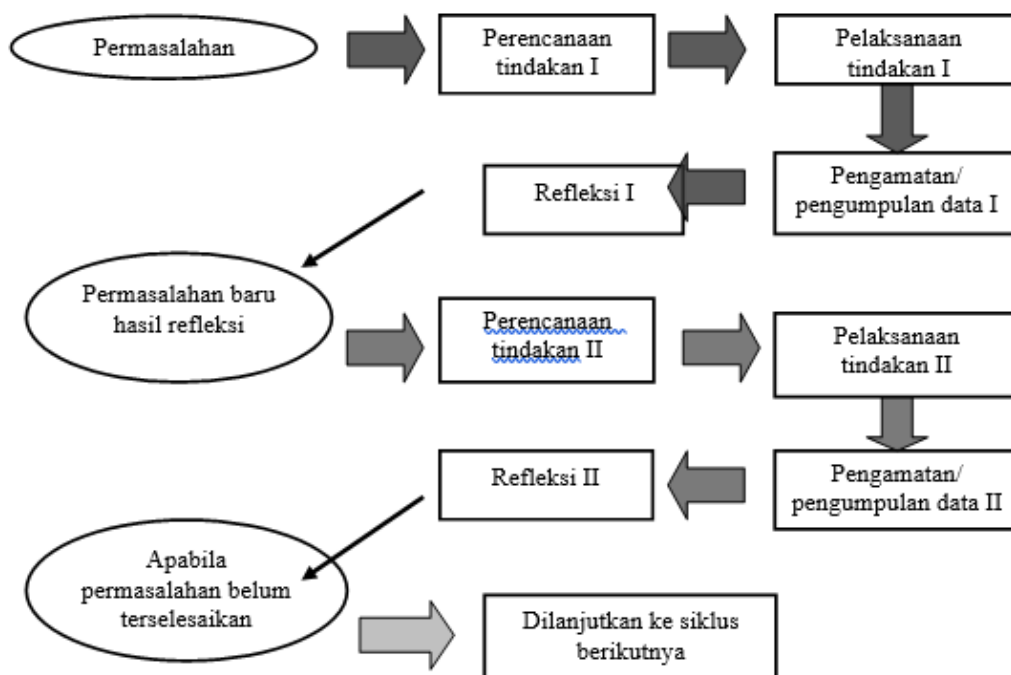 Permasalahan
Perencanaan
tindakan I
Pelaksanaan
tindakan I
Pengamatan/
pengumpulan data I
Refleksi I
Permasalahan baru
hasil refleksi
Perencanaan
tindakan II
Pelaksanaan
tindakan II
Pengamatan/
pengumpulan data II
Refleksi II
Apabila
permasalahan belum
terselesaikan
Dilanjutkan ke siklus
berikutnya